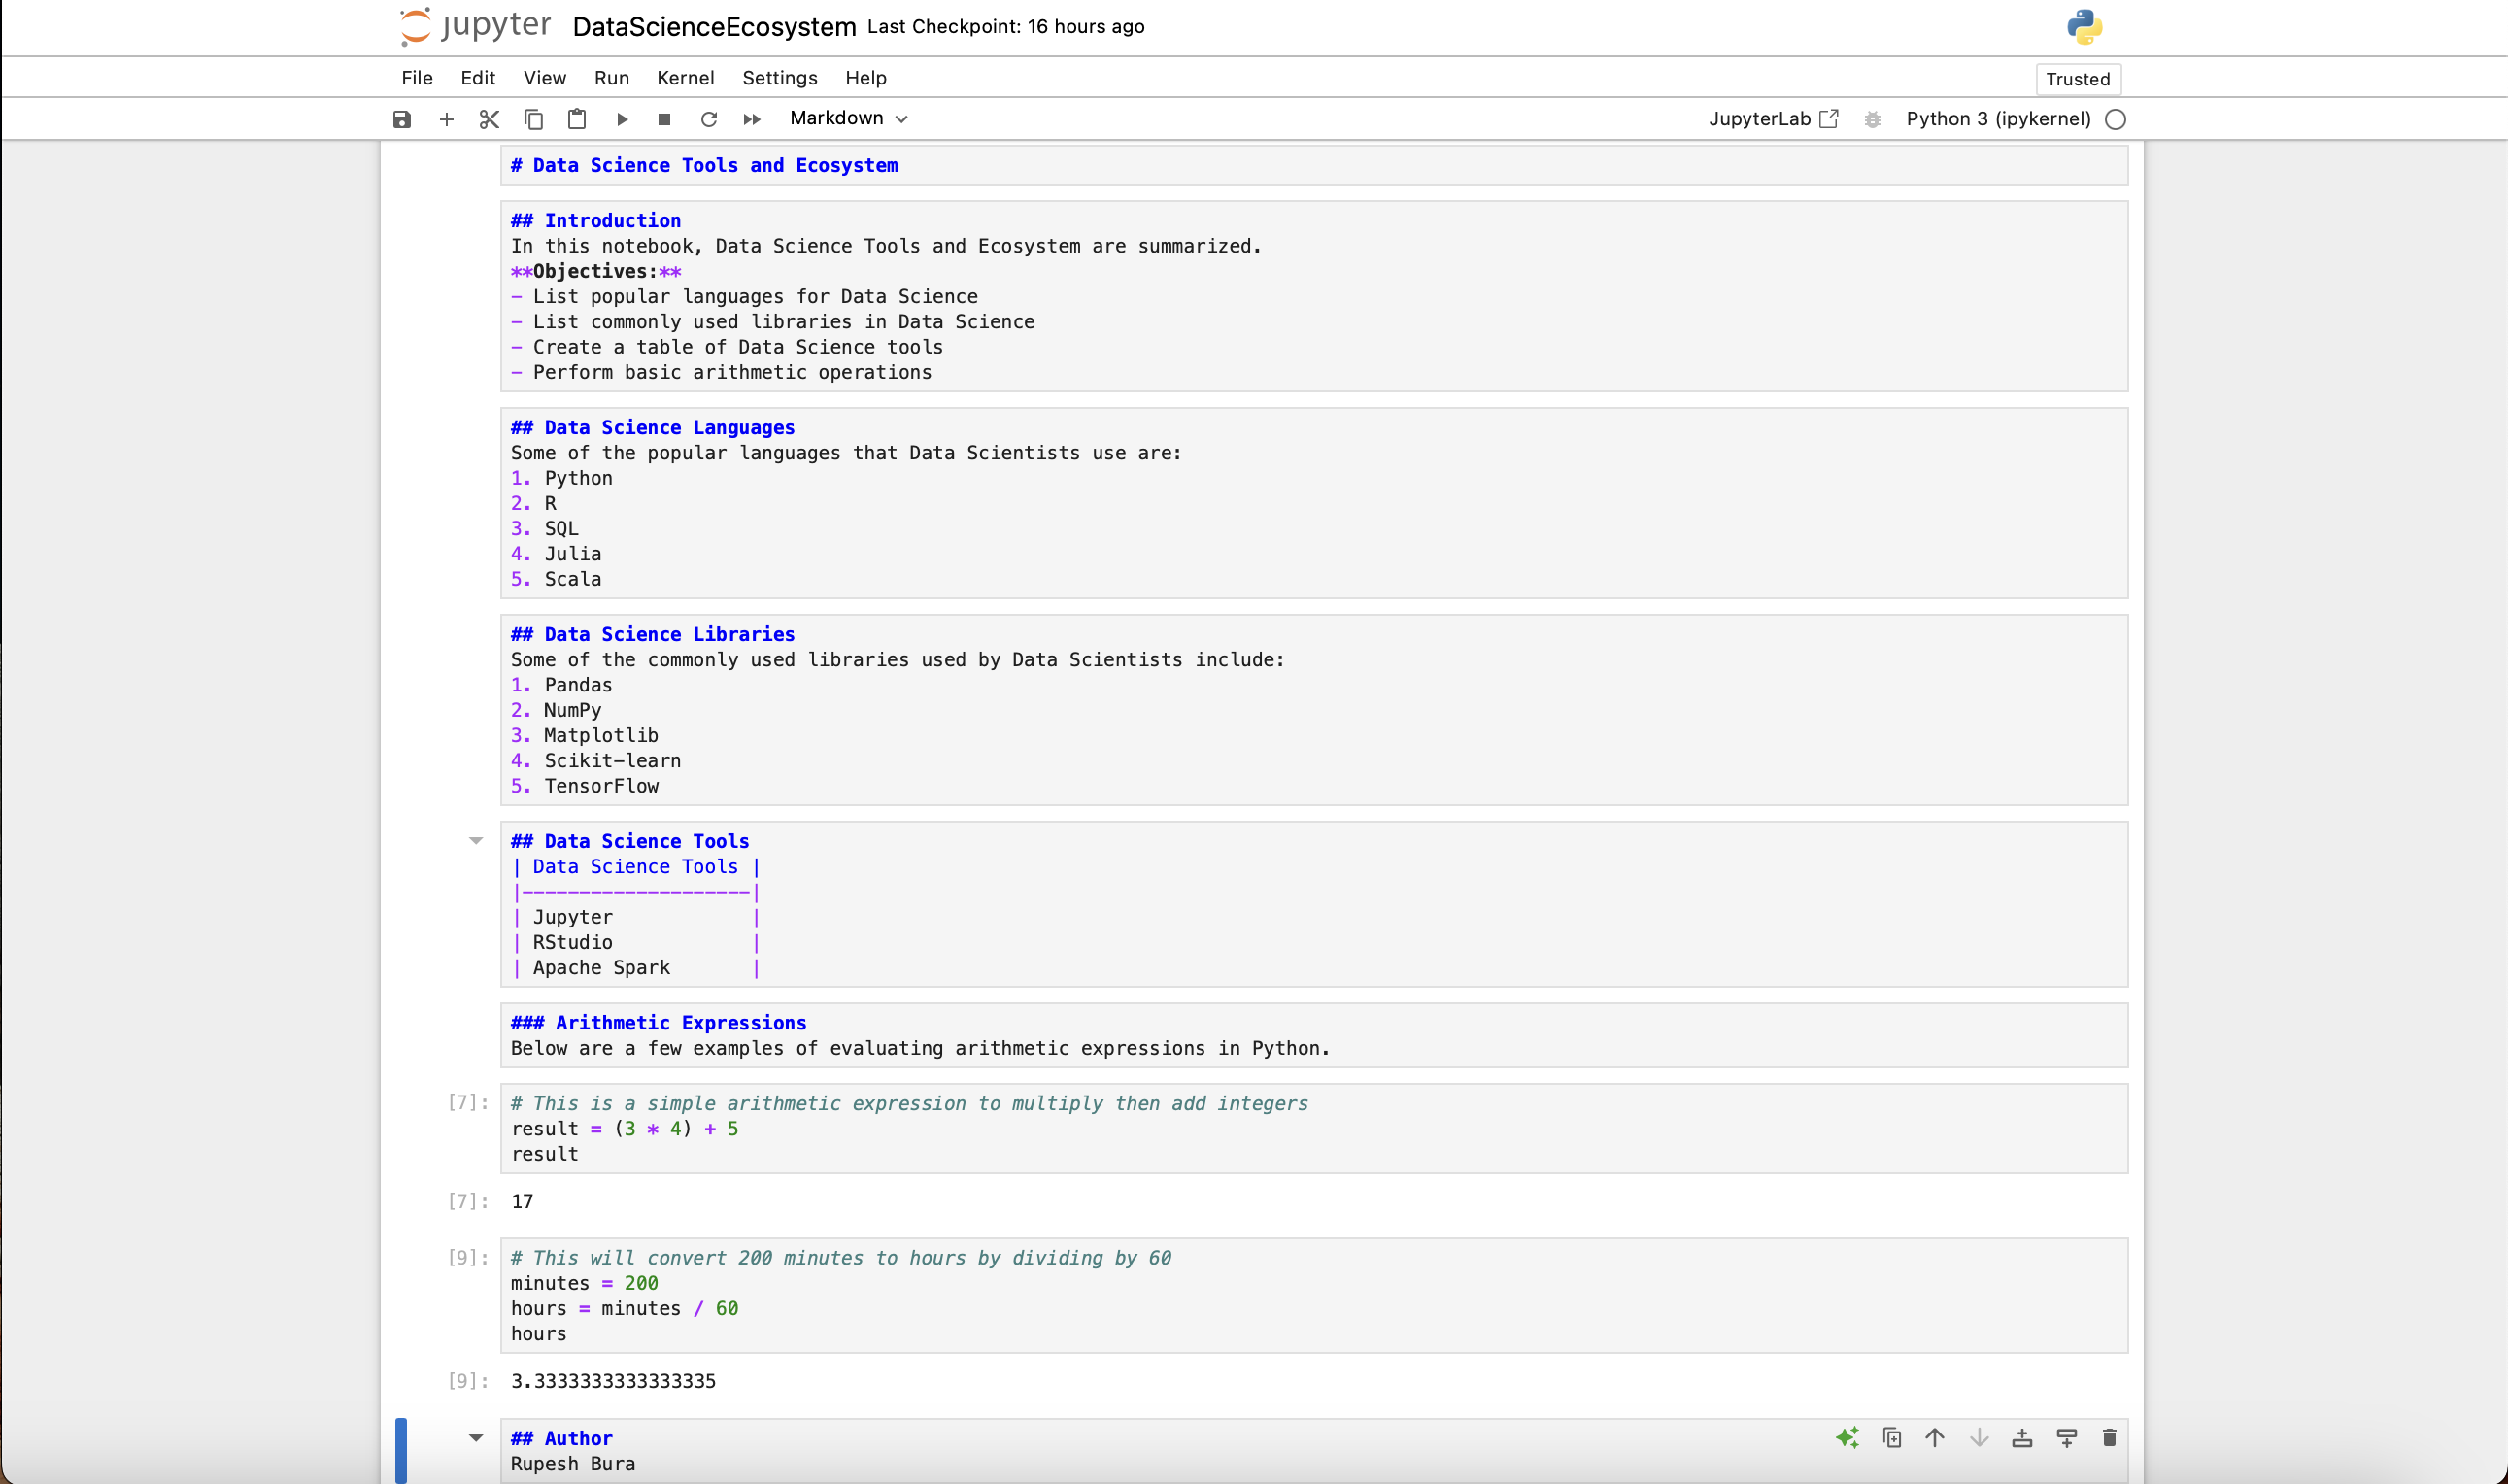 jupyter DataScienceEcosystem Last Checkpoint: 16 hours ago
File Edit View Run Kernel Settings Help
Trusted
Markdown
JupyterLab
Python 3 (ipykernel)
# Data Science Tools and Ecosystem
## Introduction
In this notebook, Data Science Tools and Ecosystem are summarized.
**Objectives:**
- List popular languages for Data Science
- List commonly used libraries in Data Science
- Create a table of Data Science tools
- Perform basic arithmetic operations
## Data Science Languages
Some of the popular languages that Data Scientists use are:
1. Python
2. R
3. SQL
4. Julia
5. Scala
## Data Science Libraries
Some of the commonly used libraries used by Data Scientists include:
1. Pandas
2. NumPy
3. Matplotlib
4. Scikit-learn
5. TensorFlow
## Data Science Tools
| Data Science Tools |
|--------------------|
| Jupyter            |
| RStudio            |
| Apache Spark       |
### Arithmetic Expressions
Below are a few examples of evaluating arithmetic expressions in Python.
[7]: # This is a simple arithmetic expression to multiply then add integers
result = (3 * 4) + 5
result
[7]: 17
[9]: # This will convert 200 minutes to hours by dividing by 60
minutes = 200
hours = minutes / 60
hours
[9]: 3.3333333333333335
## Author
Rupesh Bura